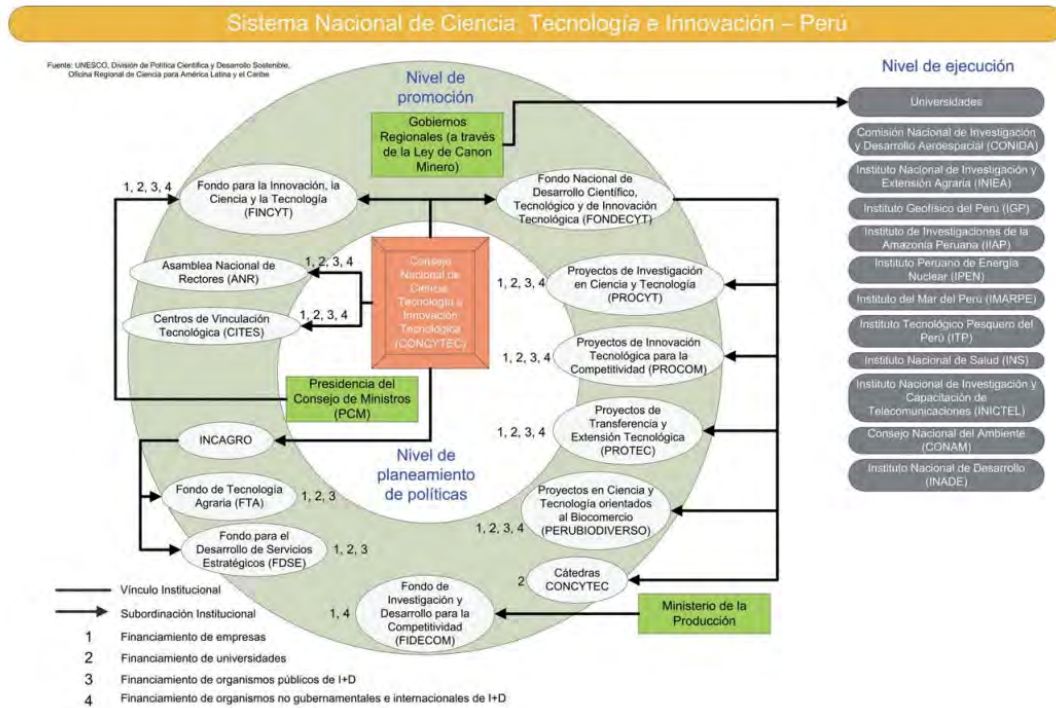 Sistema Nacional de Ciencia, Tecnología e Innovación – Perú
Fuente: UNESCO, División de Política Científica y Desarrollo Sostenible,
Oficina Regional de Ciencia para América Latina y el Caribe
Nivel de
promoción
Nivel de ejecución
Gobiernos
Regionales (a través
de la Ley de Canon
Minero)
1, 2, 3, 4
Fondo para la Innovación, la
Ciencia y la Tecnología
(FINCYT)
Fondo Nacional de
Desarrollo Científico,
Tecnológico y de Innovación
Tecnológica (FONDECYT)
Asamblea Nacional de
Rectores (ANR)
1, 2, 3, 4
Centros de Vinculación
Tecnológica (CITES)
1, 2, 3, 4
Consejo
Nacional de
Ciencia
Tecnología e
Innovación
Tecnológica
(CONCYTEC)
1, 2, 3, 4
Proyectos de Investigación
en Ciencia y Tecnología
(PROCYT)
1, 2, 3, 4
Proyectos de Innovación
Tecnológica para la
Competitividad (PROCOM)
Presidencia del
Consejo de Ministros
(PCM)
1, 2, 3, 4
Proyectos de
Transferencia y
Extensión Tecnológica
(PROTEC)
INCAGRO
Nivel de
planeamiento
de políticas
Fondo de Tecnología
Agraria (FTA)
1, 2, 3
1, 2, 3, 4
Proyectos en Ciencia y
Tecnología orientados
al Biocomercio
(PERUBIODIVERSO)
Fondo para el
Desarrollo de Servicios
Estratégicos (FDSE)
1, 2, 3
2
Cátedras
CONCYTEC
1, 4
Fondo de
Investigación y
Desarrollo para la
Competitividad
(FIDECOM)
Ministerio de la
Producción
Universidades
Comisión Nacional de Investigación
y Desarrollo Aeroespacial (CONIDA)
Instituto Nacional de Investigación y
Extensión Agraria (INIEA)
Instituto Geofísico del Perú (IGP)
Instituto de Investigaciones de la
Amazonía Peruana (IIAP)
Instituto Peruano de Energía
Nuclear (IPEN)
Instituto del Mar del Perú (IMARPE)
Instituto Tecnológico Pesquero del
Perú (ITP)
Instituto Nacional de Salud (INS)
Instituto Nacional de Investigación y
Capacitación de
Telecomunicaciones (INICTEL)
Consejo Nacional del Ambiente
(CONAM)
Instituto Nacional de Desarrollo
(INADE)
Vínculo Institucional
Subordinación Institucional
1 Financiamiento de empresas
2 Financiamiento de universidades
3 Financiamiento de organismos públicos de I+D
4 Financiamiento de organismos no gubernamentales e internacionales de I+D